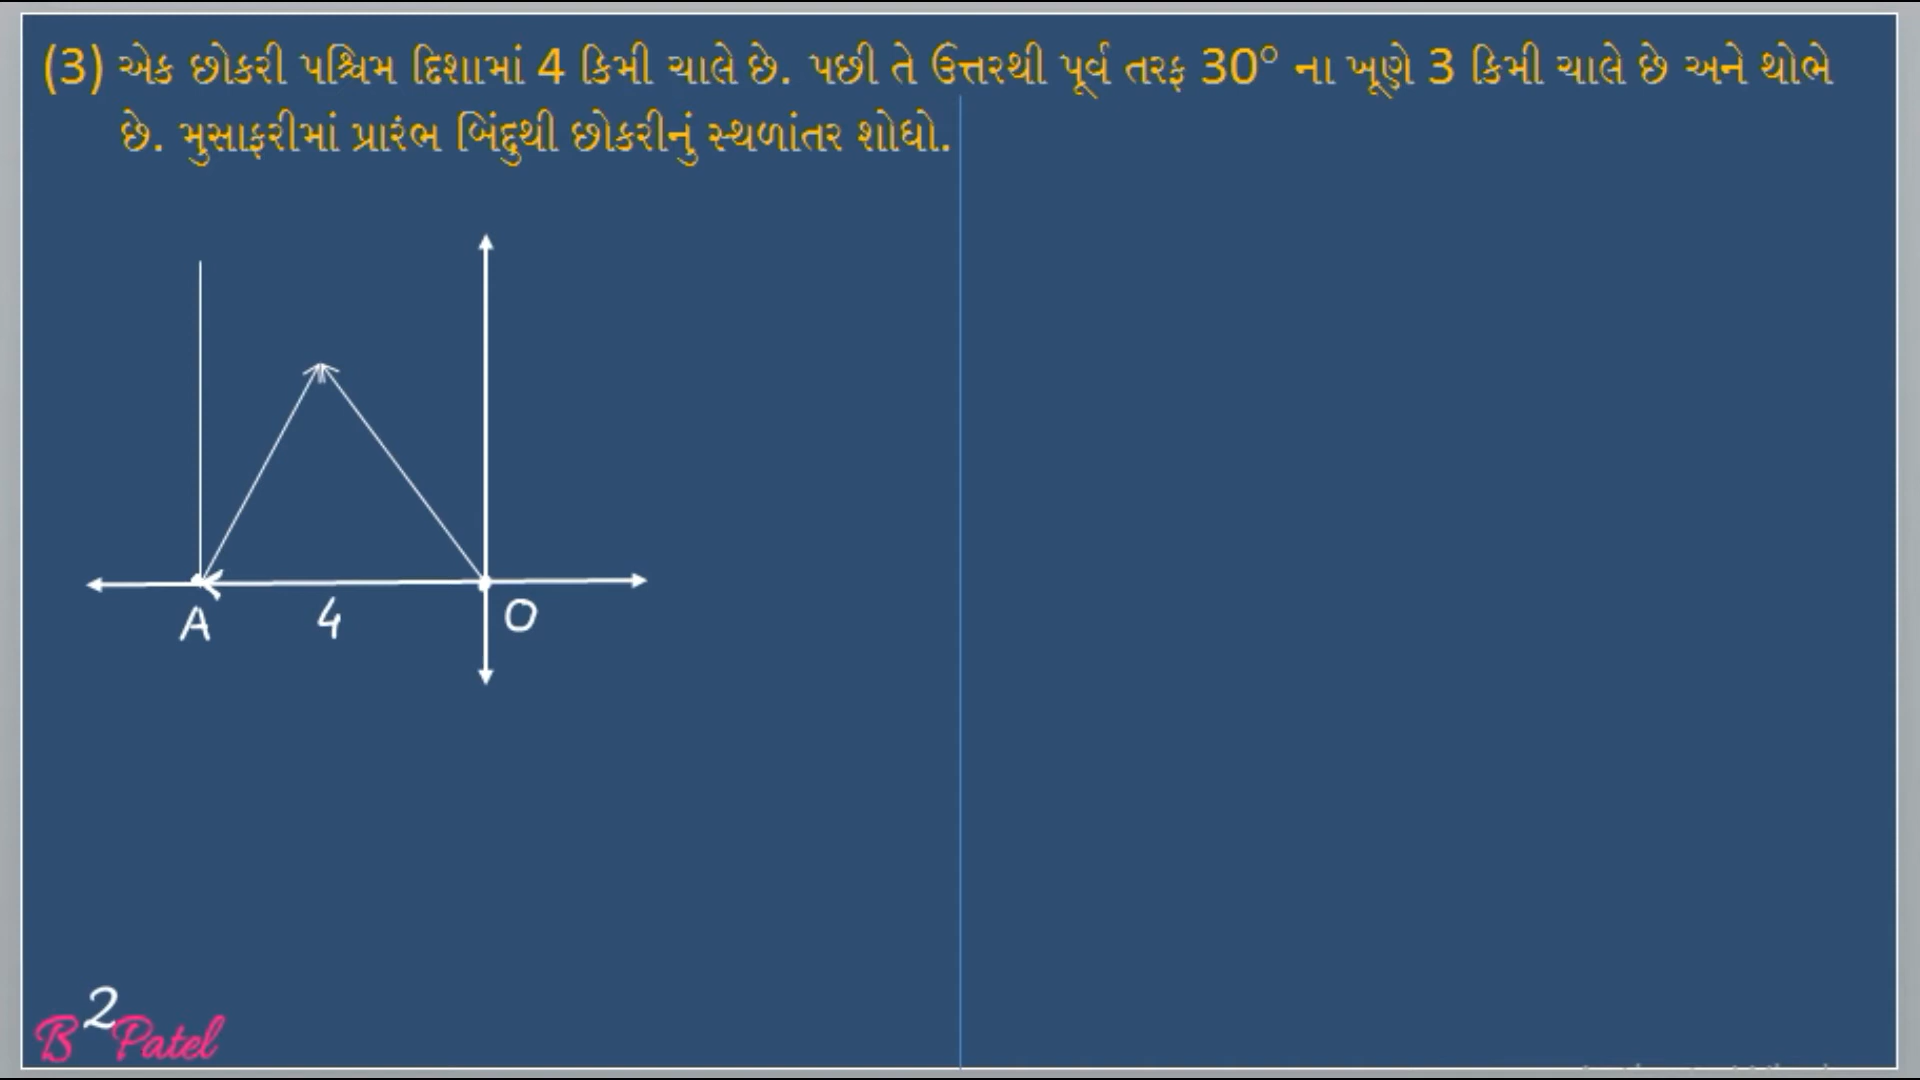 (3) એક છોકરી પશ્ચિમ દિશામાં 4 કિમી ચાલે છે. પછી તે ઉત્તરથી પૂર્વ તરફ 30° ના ખૂણે 3 કિમી ચાલે છે અને થોભે
છે. મુસાફરીમાં પ્રારંભ બિંદુથી છોકરીનું સ્થળાંતર શોધો.
A 4 O
B2 Patel